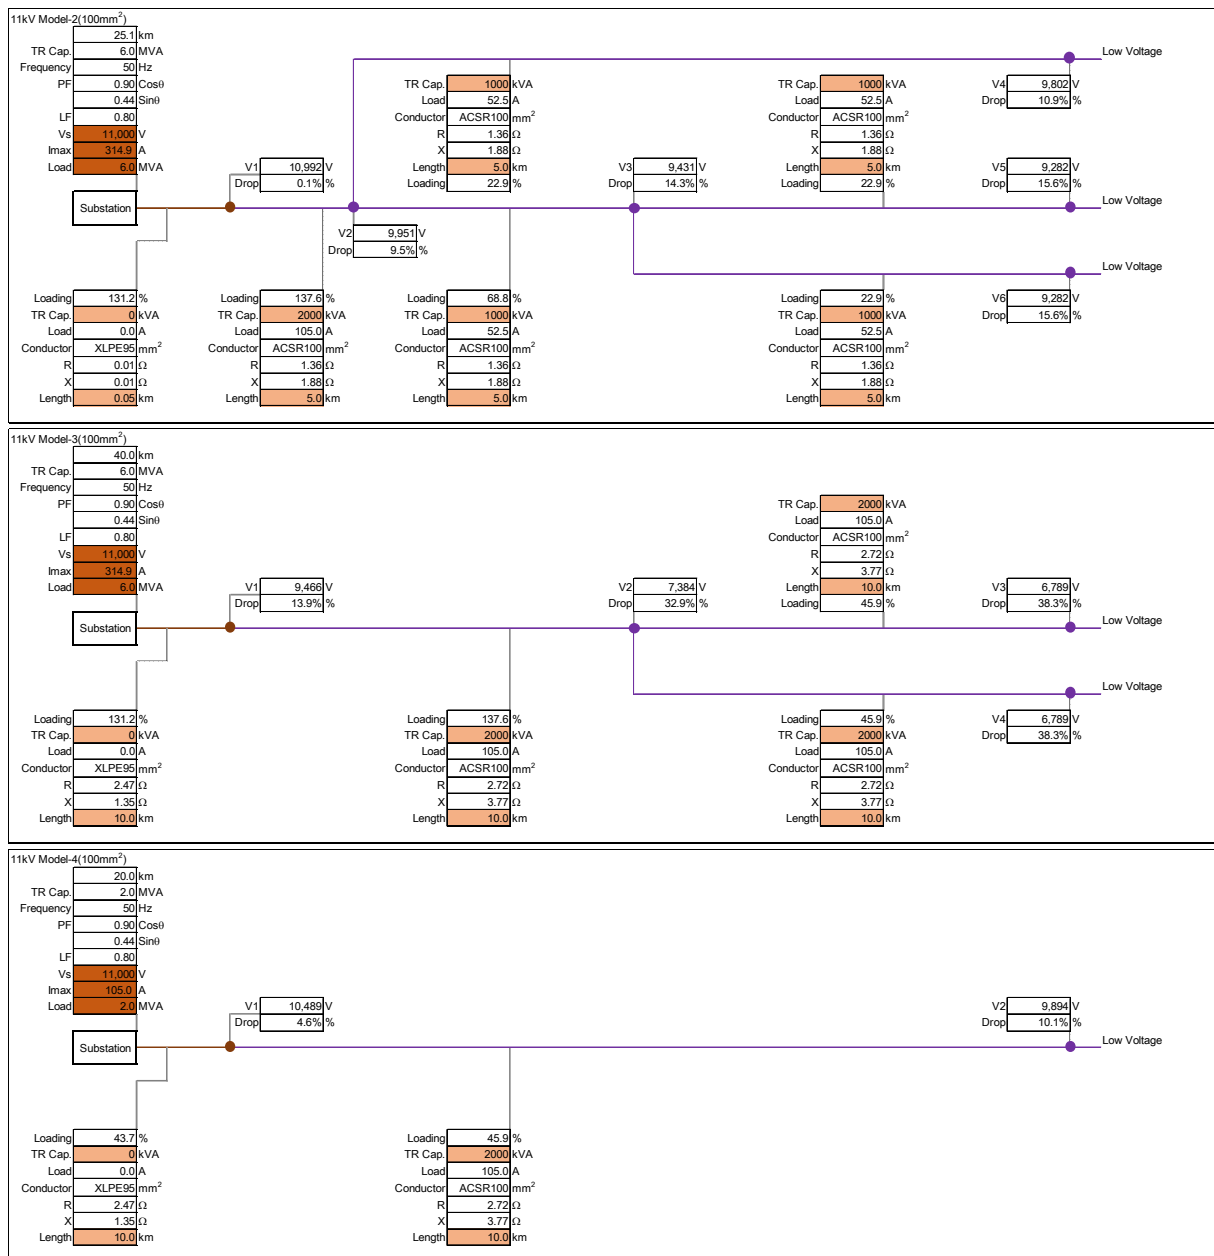 11kV Model-2(100mm2)
25.1 km
TR Cap. 6.0 MVA
Frequency 50 Hz
PF 0.90 Cosθ
0.44 Sinθ
LF 0.80
Vs 11,000 V
Imax 314.9 A
Load 6.0 MVA
Substation
V1 10,992 V
Drop 0.1% %
V2 9,951 V
Drop 9.5% %
TR Cap. 1000 kVA
Load 52.5 A
Conductor ACSR100 mm2
R 1.36 Ω
X 1.88 Ω
Length 5.0 km
Loading 22.9 %
V3 9,431 V
Drop 14.3% %
TR Cap. 1000 kVA
Load 52.5 A
Conductor ACSR100 mm2
R 1.36 Ω
X 1.88 Ω
Length 5.0 km
Loading 22.9 %
Low Voltage
V4 9,802 V
Drop 10.9% %
V5 9,282 V
Drop 15.6% %
Low Voltage
Low Voltage
V6 9,282 V
Drop 15.6% %
Loading 131.2 %
TR Cap. 0 kVA
Load 0.0 A
Conductor XLPE95 mm2
R 0.01 Ω
X 0.01 Ω
Length 0.05 km
Loading 137.6 %
TR Cap. 2000 kVA
Load 105.0 A
Conductor ACSR100 mm2
R 1.36 Ω
X 1.88 Ω
Length 5.0 km
Loading 68.8 %
TR Cap. 1000 kVA
Load 52.5 A
Conductor ACSR100 mm2
R 1.36 Ω
X 1.88 Ω
Length 5.0 km
Loading 22.9 %
TR Cap. 1000 kVA
Load 52.5 A
Conductor ACSR100 mm2
R 1.36 Ω
X 1.88 Ω
Length 5.0 km
11kV Model-3(100mm2)
40.0 km
TR Cap. 6.0 MVA
Frequency 50 Hz
PF 0.90 Cosθ
0.44 Sinθ
LF 0.80
Vs 11,000 V
Imax 314.9 A
Load 6.0 MVA
Substation
V1 9,466 V
Drop 13.9% %
V2 7,384 V
Drop 32.9% %
TR Cap. 2000 kVA
Load 105.0 A
Conductor ACSR100 mm2
R 2.72 Ω
X 3.77 Ω
Length 10.0 km
Loading 45.9 %
V3 6,789 V
Drop 38.3% %
Low Voltage
Low Voltage
V4 6,789 V
Drop 38.3% %
Loading 131.2 %
TR Cap. 0 kVA
Load 0.0 A
Conductor XLPE95 mm2
R 2.47 Ω
X 1.35 Ω
Length 10.0 km
Loading 137.6 %
TR Cap. 2000 kVA
Load 105.0 A
Conductor ACSR100 mm2
R 2.72 Ω
X 3.77 Ω
Length 10.0 km
Loading 45.9 %
TR Cap. 2000 kVA
Load 105.0 A
Conductor ACSR100 mm2
R 2.72 Ω
X 3.77 Ω
Length 10.0 km
11kV Model-4(100mm2)
20.0 km
TR Cap. 2.0 MVA
Frequency 50 Hz
PF 0.90 Cosθ
0.44 Sinθ
LF 0.80
Vs 11,000 V
Imax 105.0 A
Load 2.0 MVA
Substation
V1 10,489 V
Drop 4.6% %
V2 9,894 V
Drop 10.1% %
Low Voltage
Loading 43.7 %
TR Cap. 0 kVA
Load 0.0 A
Conductor XLPE95 mm2
R 2.47 Ω
X 1.35 Ω
Length 10.0 km
Loading 45.9 %
TR Cap. 2000 kVA
Load 105.0 A
Conductor ACSR100 mm2
R 2.72 Ω
X 3.77 Ω
Length 10.0 km